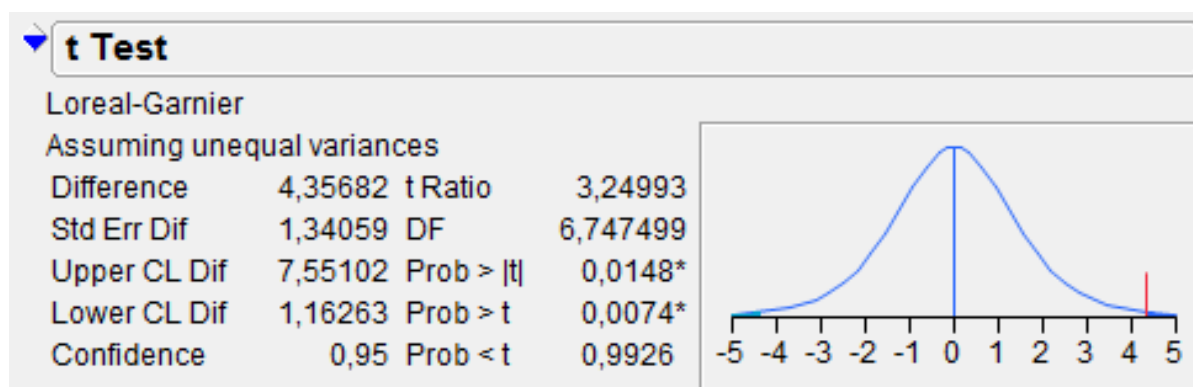 t Test
Loreal-Garnier
Assuming unequal variances
Difference 4,35682 t Ratio 3,24993
Std Err Dif 1,34059 DF 6,747499
Upper CL Dif 7,55102 Prob > |t| 0,0148*
Lower CL Dif 1,16263 Prob > t 0,0074*
Confidence 0,95 Prob < t 0,9926
-5 -4 -3 -2 -1 0 1 2 3 4 5